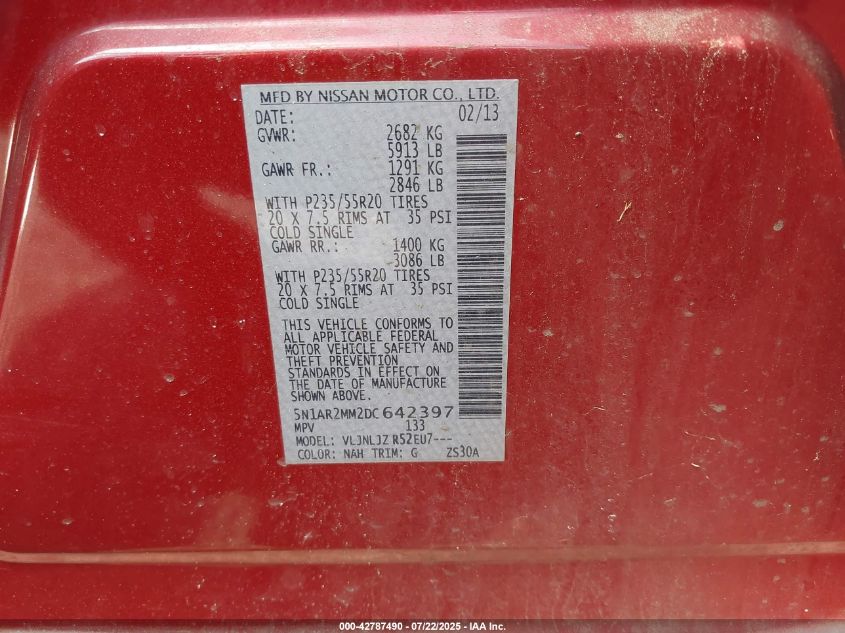 MFD BY NISSAN MOTOR CO., LTD.
DATE: 02/13
GVWR: 2682 KG
5913 LB
GAWR FR.: 1291 KG
2846 LB
WITH P235/55R20 TIRES
20 X 7.5 RIMS AT 35 PSI
COLD SINGLE
GAWR RR.: 1400 KG
3086 LB
WITH P235/55R20 TIRES
20 X 7.5 RIMS AT 35 PSI
COLD SINGLE
THIS VEHICLE CONFORMS TO
ALL APPLICABLE FEDERAL
MOTOR VEHICLE SAFETY AND
THEFT PREVENTION
STANDARDS IN EFFECT ON
THE DATE OF MANUFACTURE
SHOWN ABOVE.
5N1AR2MM2DC642397
MPV 133
MODEL: VLJNLJZ R52EU7---
COLOR: NAH TRIM: G ZS30A
000-42787490 - 07/22/2025 - IAA Inc.